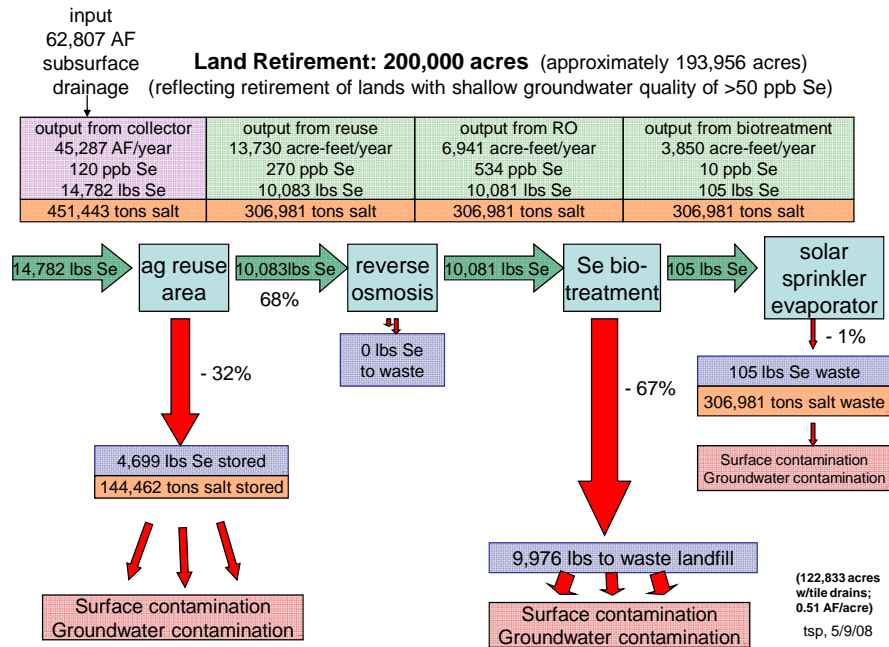 input
62,807 AF
subsurface
drainage
Land Retirement: 200,000 acres (approximately 193,956 acres)
(reflecting retirement of lands with shallow groundwater quality of >50 ppb Se)
output from collector
45,287 AF/year
120 ppb Se
14,782 lbs Se
451,443 tons salt
output from reuse
13,730 acre-feet/year
270 ppb Se
10,083 lbs Se
306,981 tons salt
output from RO
6,941 acre-feet/year
534 ppb Se
10,081 lbs Se
306,981 tons salt
output from biotreatment
3,850 acre-feet/year
10 ppb Se
105 lbs Se
306,981 tons salt
14,782 lbs Se
ag reuse
area
10,083lbs Se
68%
reverse
osmosis
10,081 lbs Se
Se bio-
treatment
105 lbs Se
solar
sprinkler
evaporator
- 32%
0 lbs Se
to waste
- 67%
- 1%
105 lbs Se waste
306,981 tons salt waste
Surface contamination
Groundwater contamination
4,699 lbs Se stored
144,462 tons salt stored
9,976 lbs to waste landfill
Surface contamination
Groundwater contamination
Surface contamination
Groundwater contamination
(122,833 acres
w/tile drains;
0.51 AF/acre)
tsp, 5/9/08